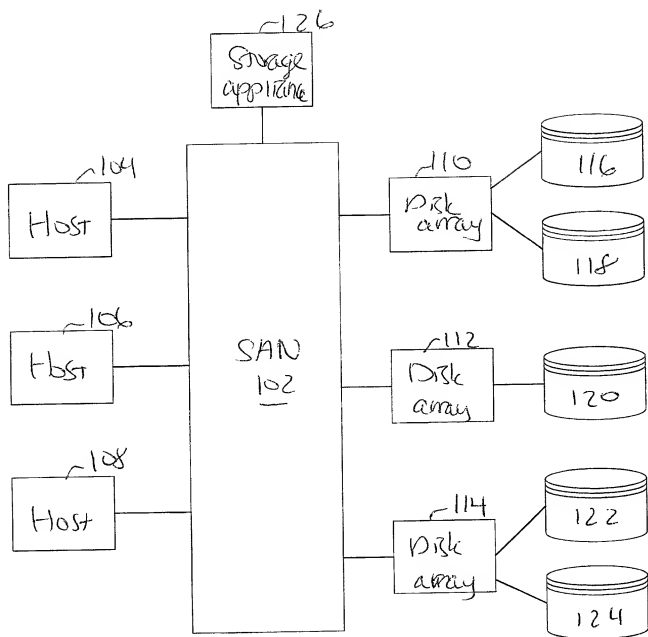 126
Storage
appliance
104
Host
106
Host
108
Host
SAN
102
110
Disk
array
116
118
112
Disk
array
120
114
Disk
array
122
124